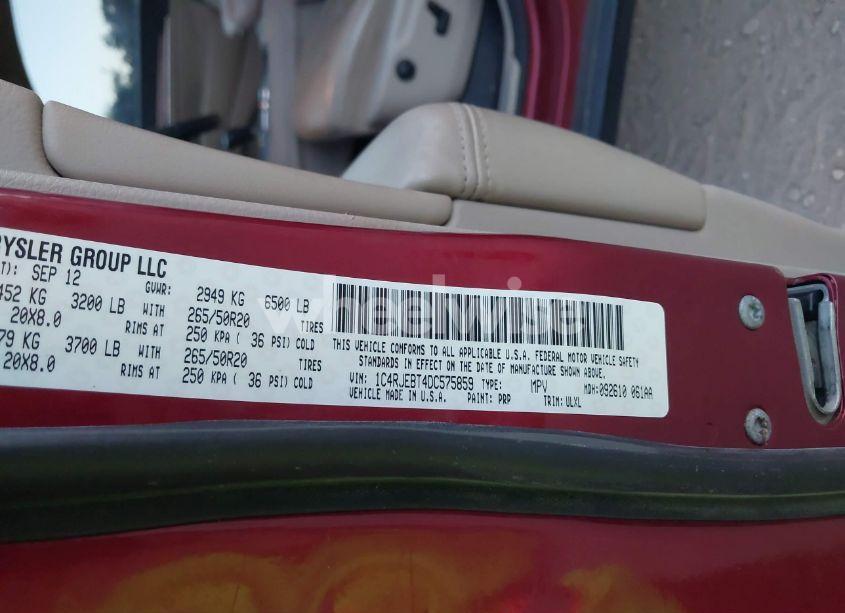 RYSLER GROUP LLC
T): SEP 12 GVWR: 2949 KG 6500 LB
452 KG 3200 LB WITH 265/50R20 TIRES
20X8.0 RIMS AT 250 KPA ( 36 PSI) COLD
79 KG 3700 LB WITH 265/50R20 TIRES
20X8.0 RIMS AT 250 KPA ( 36 PSI) COLD
THIS VEHICLE CONFORMS TO ALL APPLICABLE U.S.A. FEDERAL MOTOR VEHICLE SAFETY
STANDARDS IN EFFECT ON THE DATE OF MANUFACTURE SHOWN ABOVE.
VIN: 1C4RJEBT4DC575859 TYPE: MPV MDH:092610 061AA
VEHICLE MADE IN U.S.A. PAINT: PRP TRIM: VLXL
wheelwise